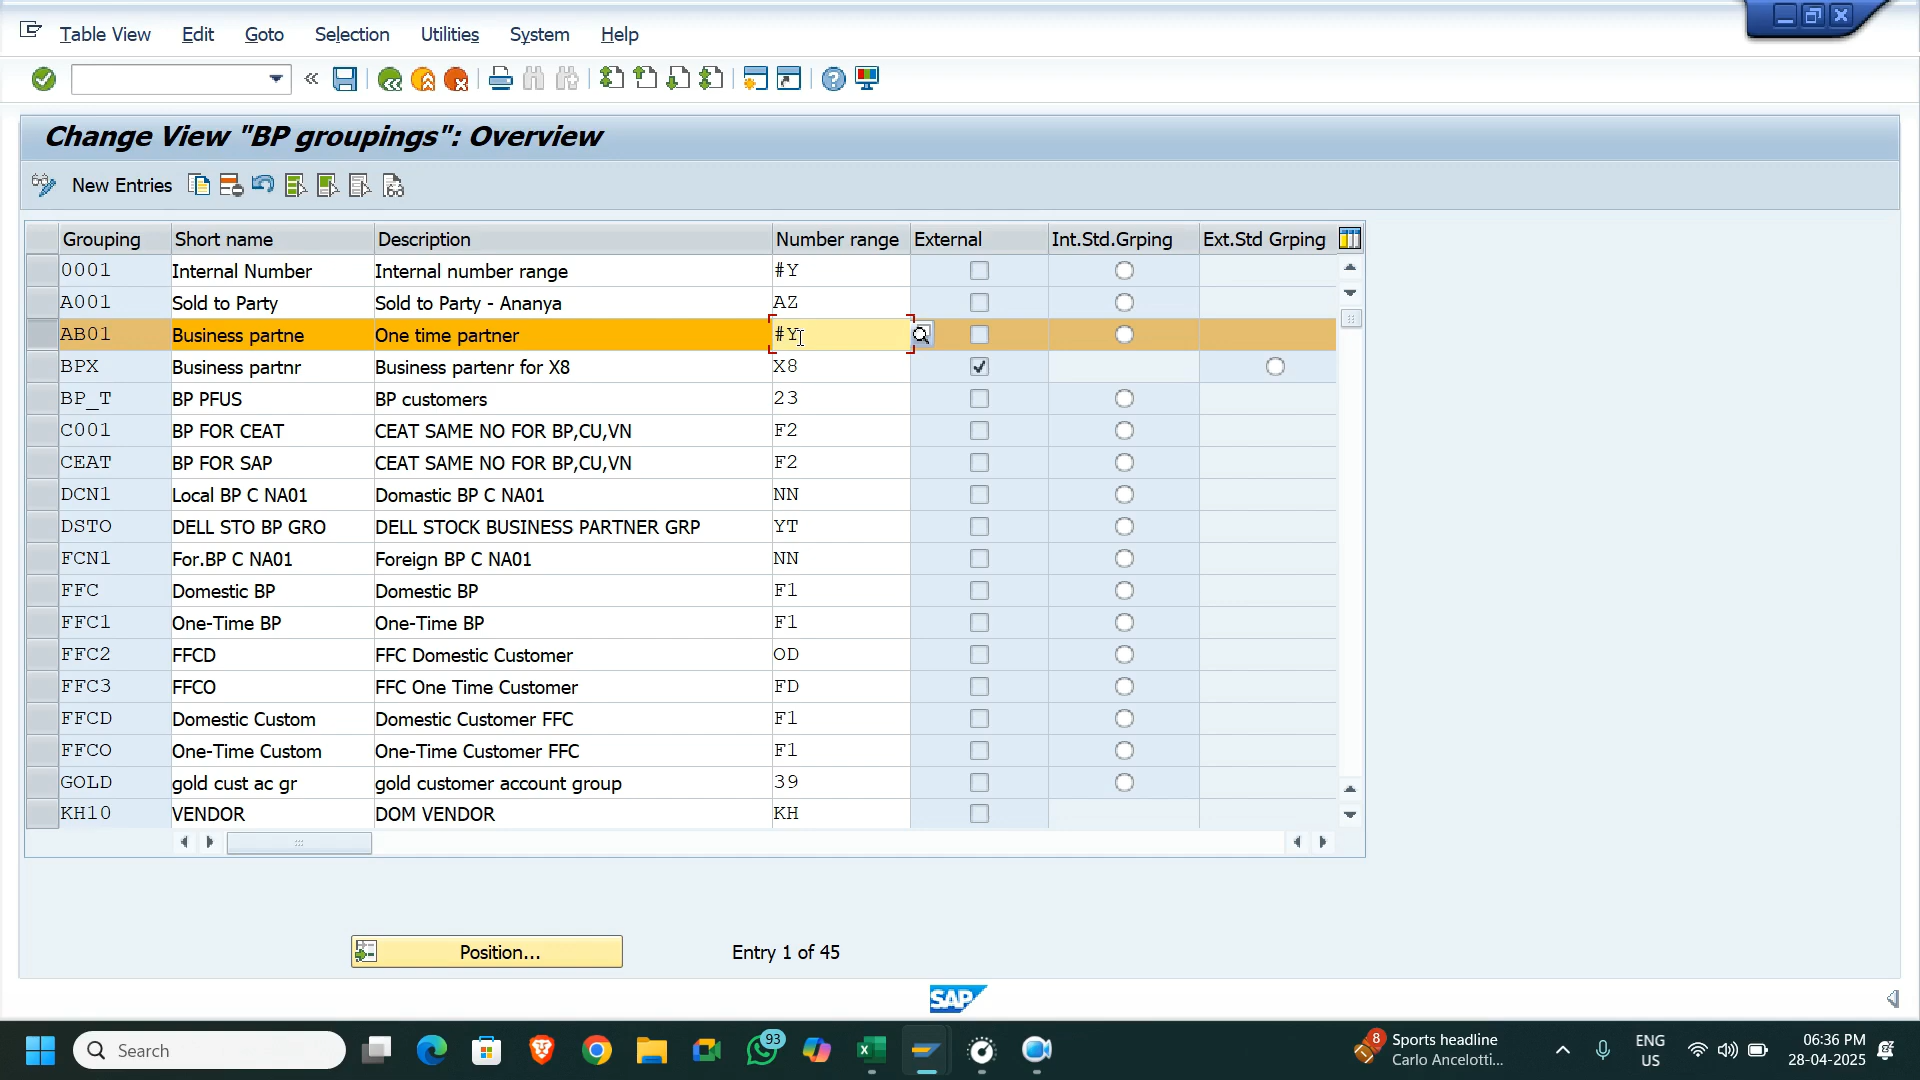 Table View Edit Goto Selection Utilities System Help
Change View "BP groupings": Overview
New Entries
Grouping Short name Description Number range External Int.Std.Grping Ext.Std Grping
0001 Internal Number Internal number range #Y
A001 Sold to Party Sold to Party - Ananya AZ
AB01 Business partne One time partner #Y
BPX Business partnr Business partenr for X8 X8
BP_T BP PFUS BP customers 23
C001 BP FOR CEAT CEAT SAME NO FOR BP,CU,VN F2
CEAT BP FOR SAP CEAT SAME NO FOR BP,CU,VN F2
DCN1 Local BP C NA01 Domastic BP C NA01 NN
DSTO DELL STO BP GRO DELL STOCK BUSINESS PARTNER GRP YT
FCN1 For.BP C NA01 Foreign BP C NA01 NN
FFC Domestic BP Domestic BP F1
FFC1 One-Time BP One-Time BP F1
FFC2 FFCD FFC Domestic Customer OD
FFC3 FFCO FFC One Time Customer FD
FFCD Domestic Custom Domestic Customer FFC F1
FFCO One-Time Custom One-Time Customer FFC F1
GOLD gold cust ac gr gold customer account group 39
KH10 VENDOR DOM VENDOR KH
Position... Entry 1 of 45
SAP
Search 93 8 Sports headline ENG 06:36 PM
Carlo Ancelotti... US 28-04-2025